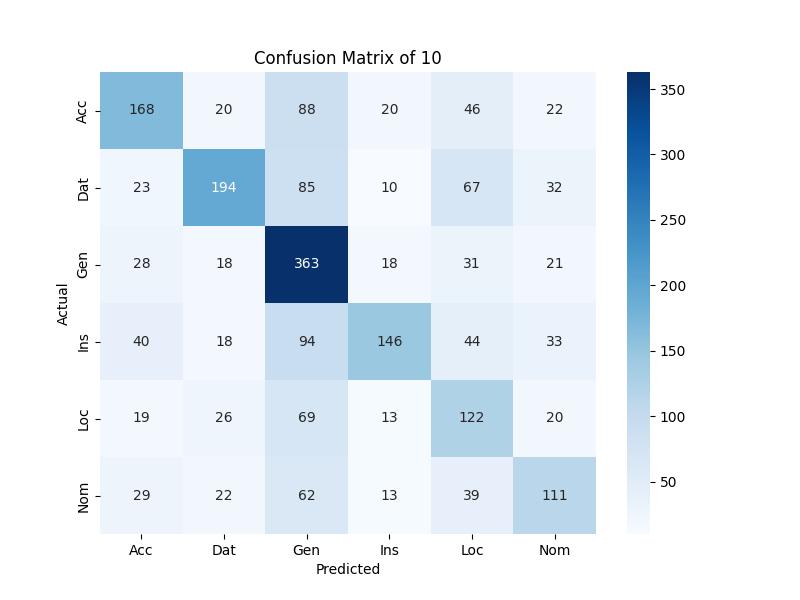 Confusion Matrix of 10
Acc 168 20 88 20 46 22
Dat 23 194 85 10 67 32
Gen 28 18 363 18 31 21
Ins 40 18 94 146 44 33
Loc 19 26 69 13 122 20
Nom 29 22 62 13 39 111
Acc Dat Gen Ins Loc Nom
Predicted
Actual
350
300
250
200
150
100
50